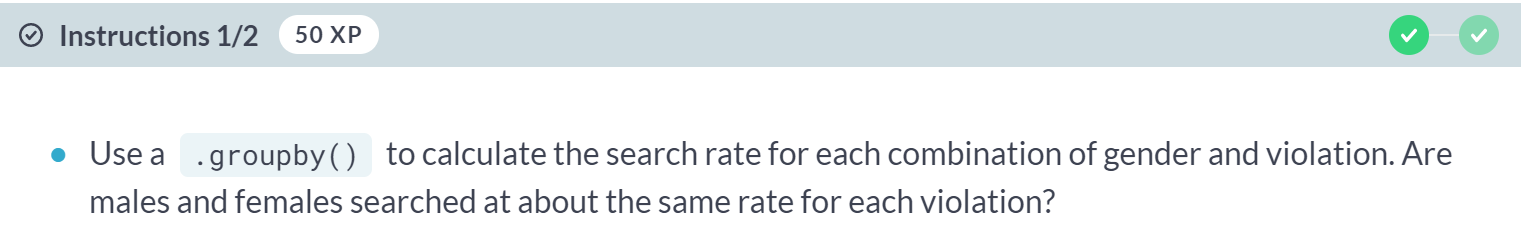 Instructions 1/2 50 XP
Use a .groupby() to calculate the search rate for each combination of gender and violation. Are
males and females searched at about the same rate for each violation?